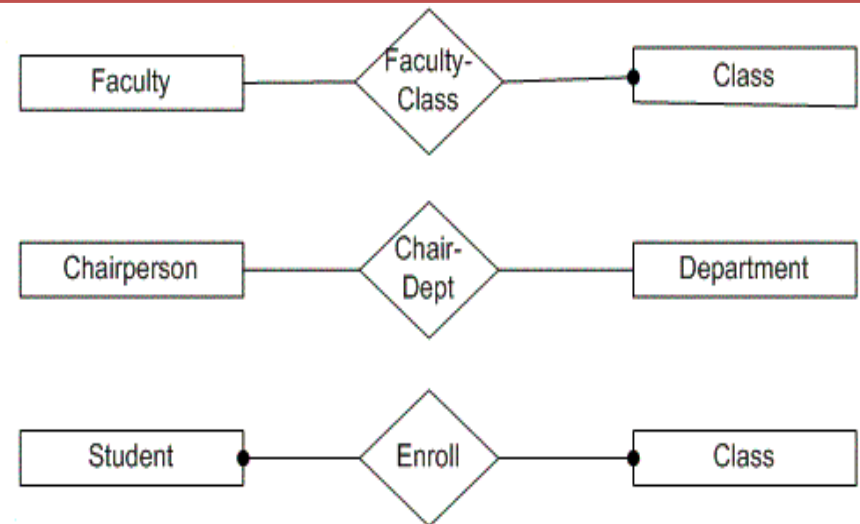 Faculty
Faculty-
Class
Class
Chairperson
Chair-
Dept
Department
Student
Enroll
Class